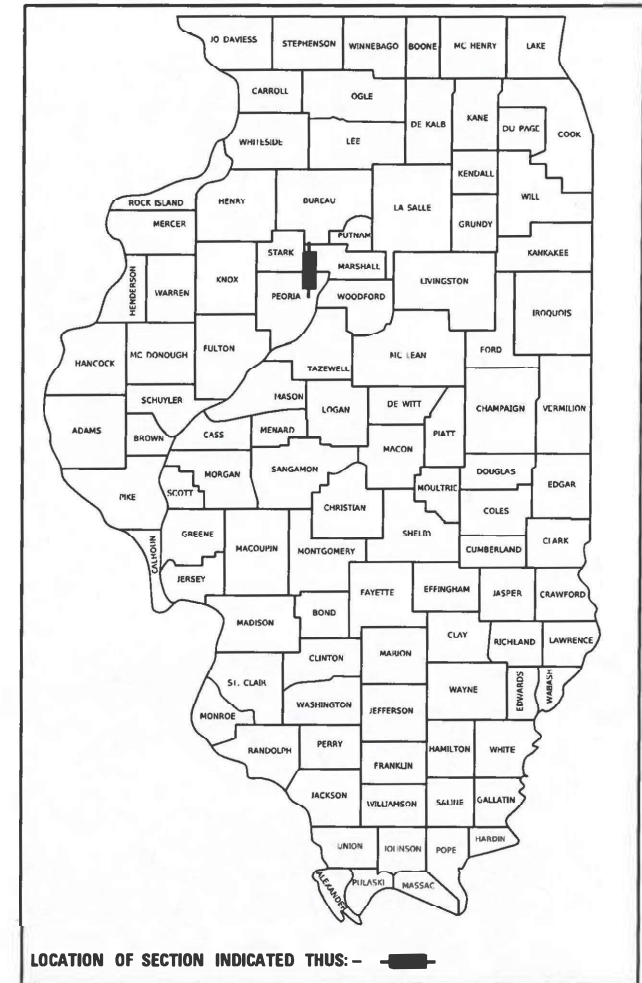 JO DAVIESS STEPHENSON WINNEBAGO BOONE MC HENRY LAKE
CARROLL OGLE DE KALB KANE DU PAGE COOK
WHITESIDE LEE
KENDALL WILL
ROCK ISLAND HENRY BUREAU LA SALLE GRUNDY
MERCER PUTNAM
STARK MARSHALL KANKAKEE
HENDERSON WARREN KNOX PEORIA WOODFORD LIVINGSTON
IROQUOIS
HANCOCK MC DONOUGH FULTON TAZEWELL MC LEAN FORD
SCHUYLER MASON LOGAN DE WITT CHAMPAIGN VERMILION
ADAMS BROWN CASS MENARD MACON PIATT
PIKE SCOTT MORGAN SANGAMON CHRISTIAN MOULTRIC DOUGLAS EDGAR
COLES
CALHOUN GREENE MACOUPIN MONTGOMERY SHELD CUMBERLAND CLARK
JERSEY
MADISON BOND FAYETTE EFFINGHAM JASPER CRAWFORD
CLAY RICHLAND LAWRENCE
CLINTON MARION
ST. CLAIR WASHINGTON JEFFERSON WAYNE EDWARDS WABASH
MONROE
RANDOLPH PERRY HAMILTON WHITE
FRANKLIN
JACKSON WILLIAMSON SALINE GALLATIN
UNION JOHNSON POPE HARDIN
ALEXANDER PULASKI MASSAC
LOCATION OF SECTION INDICATED THUS: -